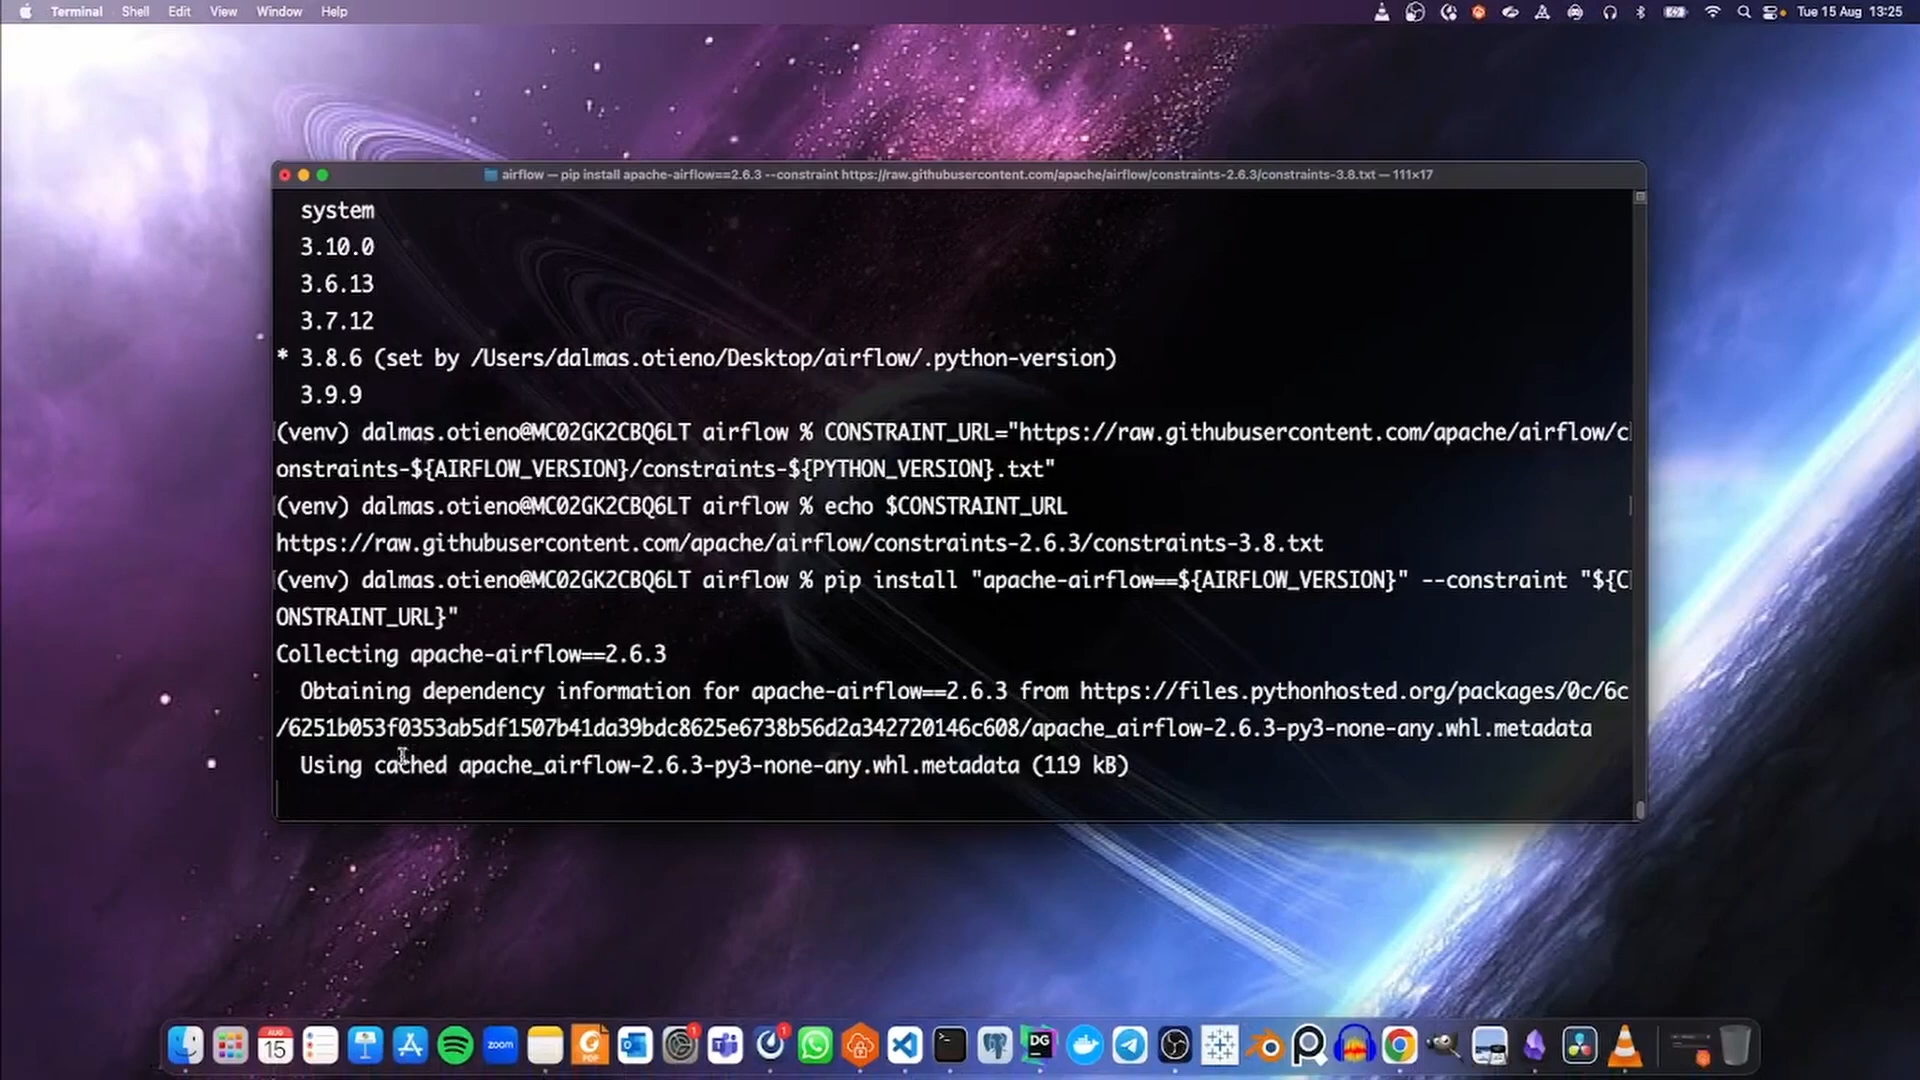 Terminal Shell Edit View Window Help Tue 15 Aug 13:25
airflow — pip install apache-airflow==2.6.3 --constraint https://raw.githubusercontent.com/apache/airflow/constraints-2.6.3/constraints-3.8.txt — 111×17
system
3.10.0
3.6.13
3.7.12
* 3.8.6 (set by /Users/dalmas.otieno/Desktop/airflow/.python-version)
3.9.9
(venv) dalmas.otieno@MC02GK2CBQ6LT airflow % CONSTRAINT_URL="https://raw.githubusercontent.com/apache/airflow/c
onstraints-${AIRFLOW_VERSION}/constraints-${PYTHON_VERSION}.txt"
(venv) dalmas.otieno@MC02GK2CBQ6LT airflow % echo $CONSTRAINT_URL
https://raw.githubusercontent.com/apache/airflow/constraints-2.6.3/constraints-3.8.txt
(venv) dalmas.otieno@MC02GK2CBQ6LT airflow % pip install "apache-airflow==${AIRFLOW_VERSION}" --constraint "${C
ONSTRAINT_URL}"
Collecting apache-airflow==2.6.3
Obtaining dependency information for apache-airflow==2.6.3 from https://files.pythonhosted.org/packages/0c/6c
/6251b053f0353ab5df1507b41da39bdc8625e6738b56d2a342720146c608/apache_airflow-2.6.3-py3-none-any.whl.metadata
Using cached apache_airflow-2.6.3-py3-none-any.whl.metadata (119 kB)
AUG
15
zoom
PDF
1
1
DG